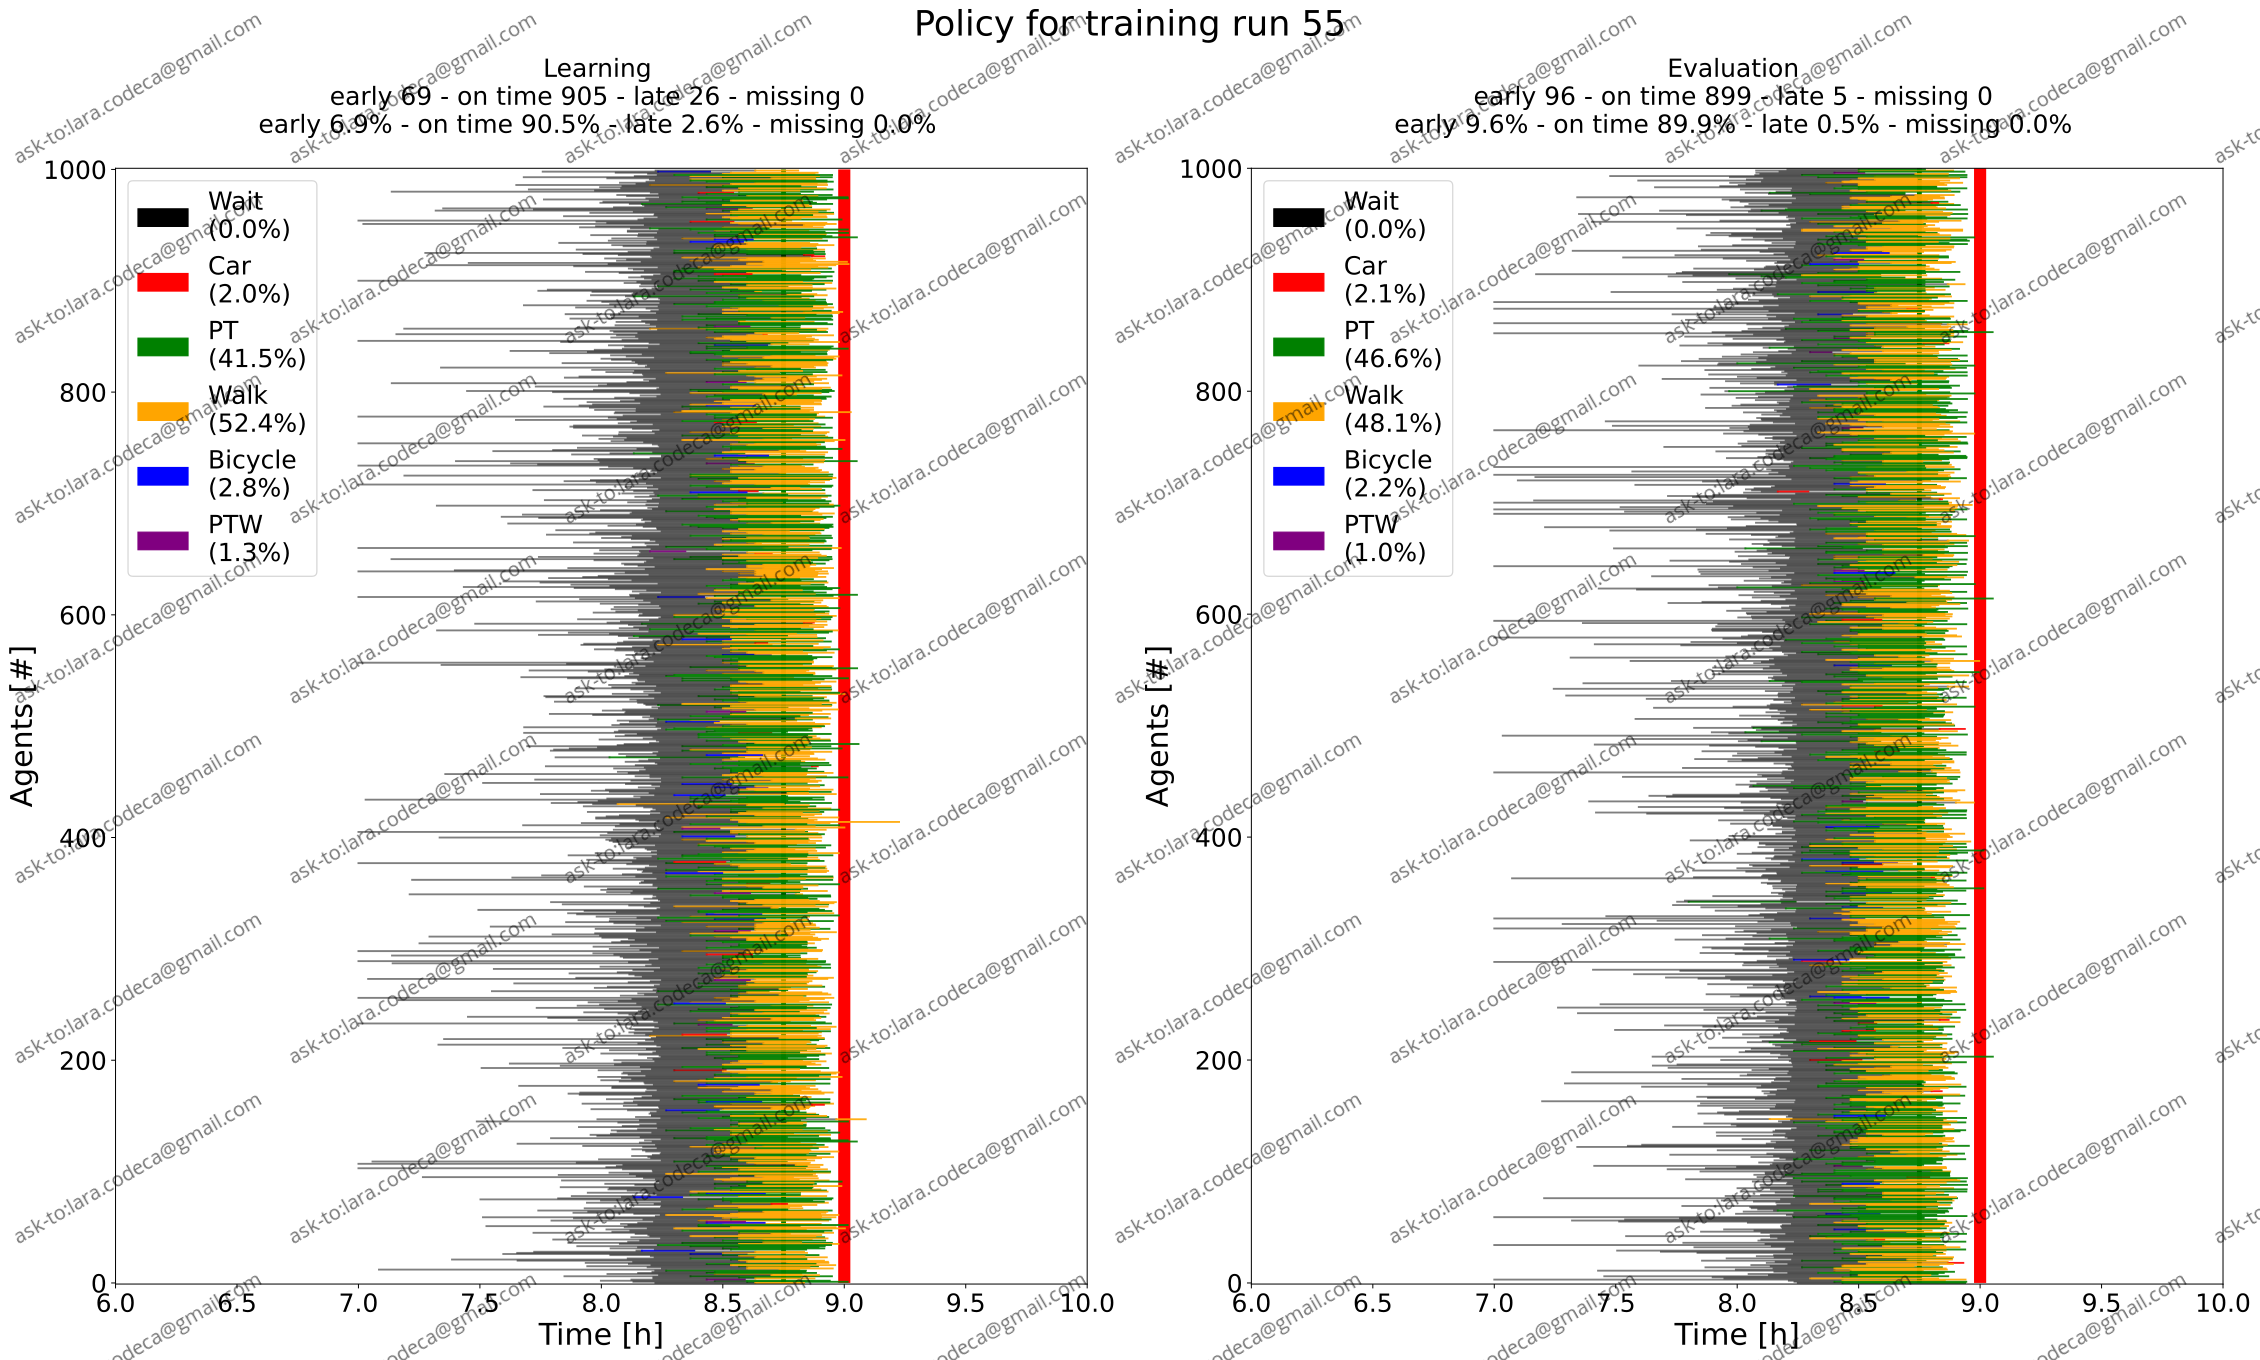 Policy for training run 55
Learning
early 69 - on time 905 - late 26 - missing 0
early 6.9% - on time 90.5% - late 2.6% - missing 0.0%
1000
800
600
400
200
0
Agents [#]
Wait
(0.0%)
Car
(2.0%)
PT
(41.5%)
Walk
(52.4%)
Bicycle
(2.8%)
PTW
(1.3%)
6.0 6.5 7.0 7.5 8.0 8.5 9.0 9.5 10.0
Time [h]
Evaluation
early 96 - on time 899 - late 5 - missing 0
early 9.6% - on time 89.9% - late 0.5% - missing 0.0%
1000
800
600
400
200
0
Agents [#]
Wait
(0.0%)
Car
(2.1%)
PT
(46.6%)
Walk
(48.1%)
Bicycle
(2.2%)
PTW
(1.0%)
6.0 6.5 7.0 7.5 8.0 8.5 9.0 9.5 10.0
Time [h]
ask-to:lara.codeca@gmail.com